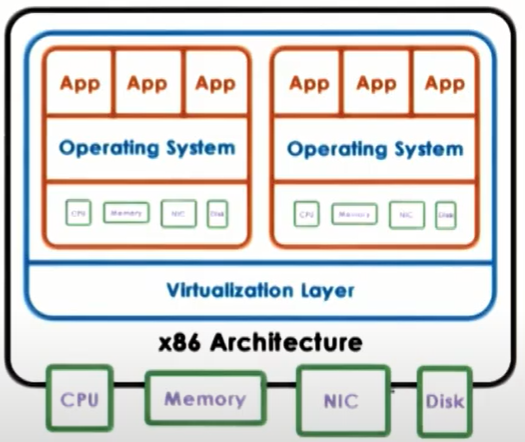 App App App App App App
Operating System Operating System
CPU Memory NIC Disk CPU Memory NIC Disk
Virtualization Layer
x86 Architecture
CPU Memory NIC Disk